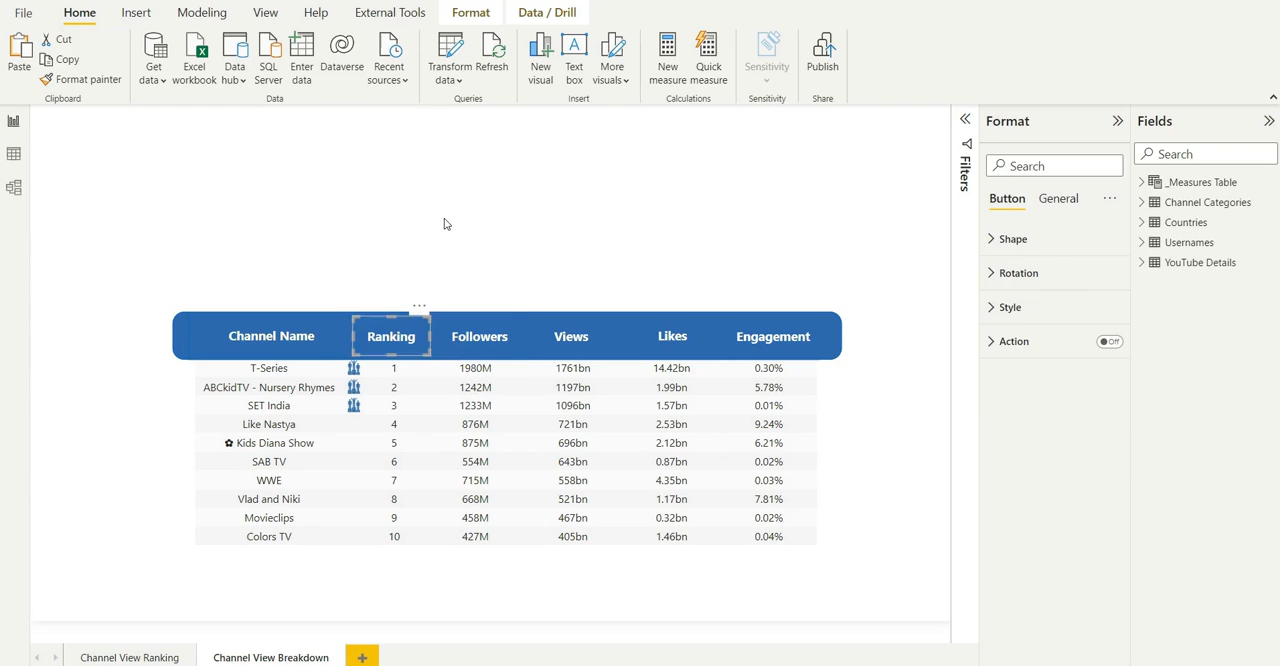 File Home Insert Modeling View Help External Tools Format Data / Drill
Paste
Cut
Copy
Format painter
Clipboard
Get data
Excel workbook
Data hub
SQL Server
Enter data
Dataverse
Recent sources
Data
Transform data
Refresh
Queries
New visual
Text box
More visuals
Insert
New measure
Quick measure
Calculations
Sensitivity
Sensitivity
Publish
Share
Filters
Format
Search
Button General ...
Shape
Rotation
Style
Action Off
Fields
Search
_Measures Table
Channel Categories
Countries
Usernames
YouTube Details
...
Channel Name Ranking Followers Views Likes Engagement
T-Series 1 1980M 1761bn 14.42bn 0.30%
ABCkidTV - Nursery Rhymes 2 1242M 1197bn 1.99bn 5.78%
SET India 3 1233M 1096bn 1.57bn 0.01%
Like Nastya 4 876M 721bn 2.53bn 9.24%
✿ Kids Diana Show 5 875M 696bn 2.12bn 6.21%
SAB TV 6 554M 643bn 0.87bn 0.02%
WWE 7 715M 558bn 4.35bn 0.03%
Vlad and Niki 8 668M 521bn 1.17bn 7.81%
Movieclips 9 458M 467bn 0.32bn 0.02%
Colors TV 10 427M 405bn 1.46bn 0.04%
Channel View Ranking Channel View Breakdown +